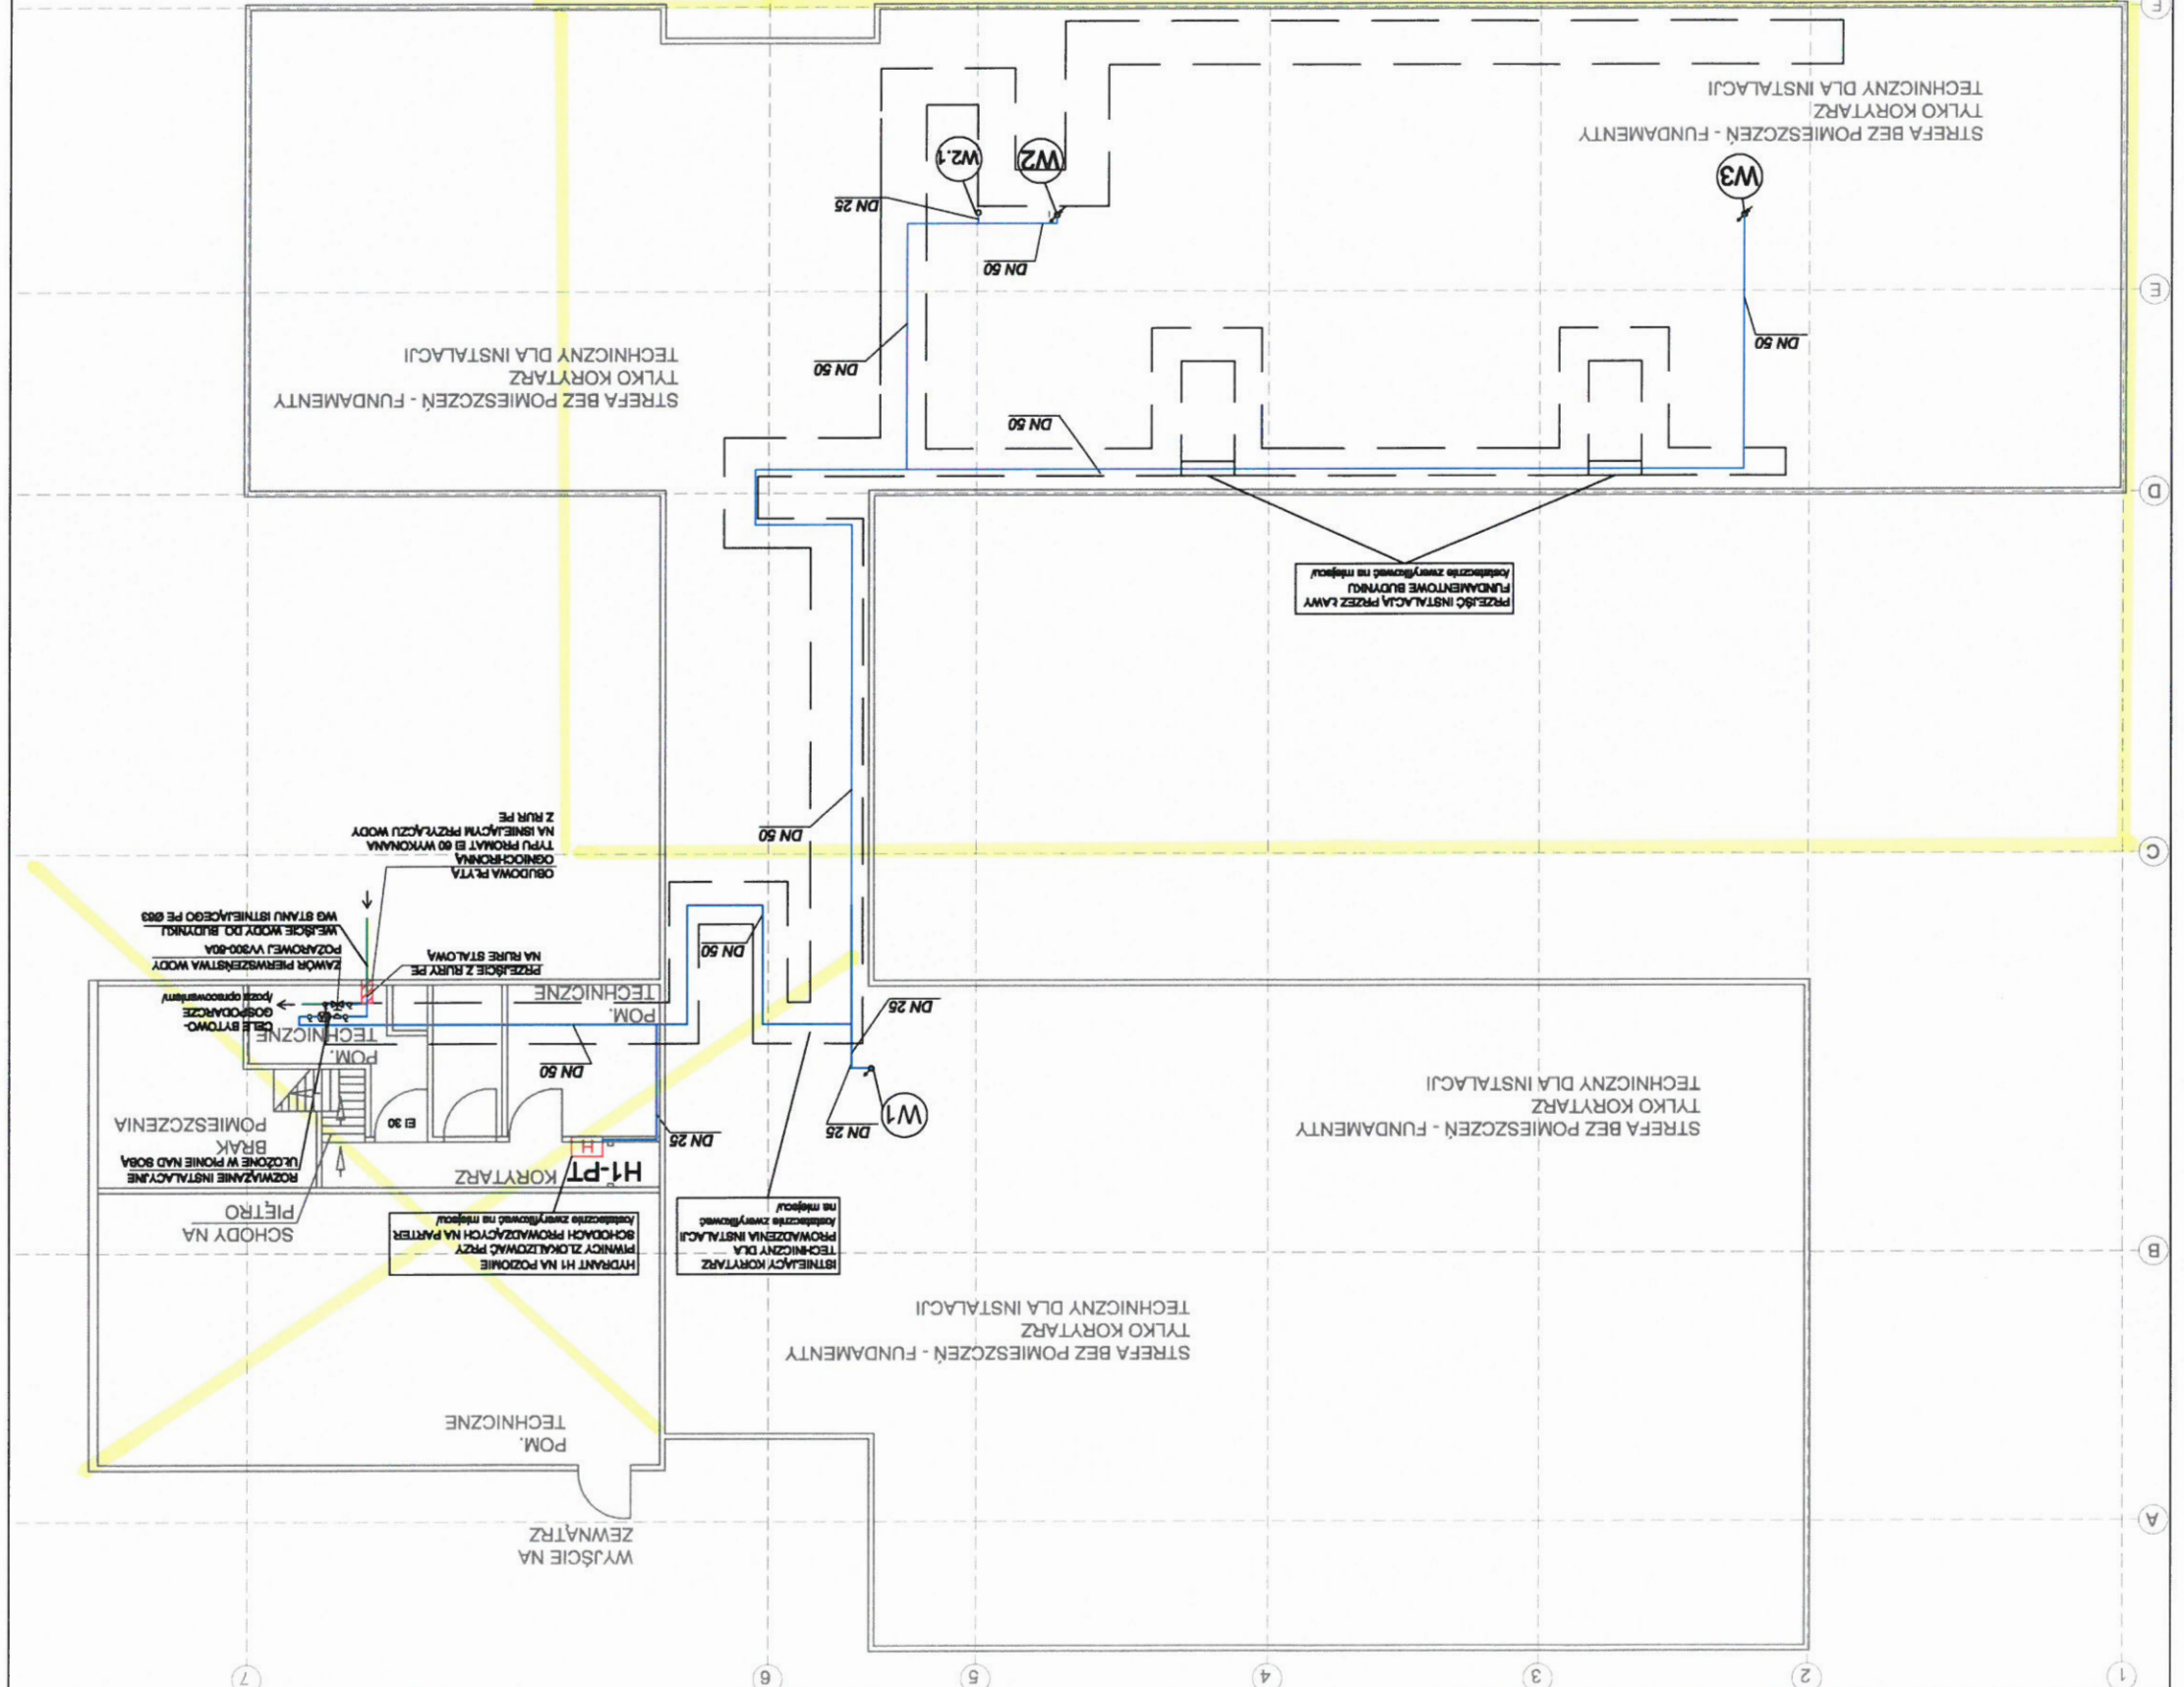 1
2
3
4
5
6
7
WYJŚCIE NA
ZEWNĄTRZ
A
POM.
TECHNICZNE
STREFA BEZ POMIESZCZEŃ - FUNDAMENTY
TYLKO KORYTARZ
TECHNICZNY DLA INSTALACJI
B
ISTNIEJĄCY KORYTARZ
TECHNICZNY DLA
PROWADZENIA INSTALACJI
/ostatecznie zweryfikować
na miejscu/
HYDRANT H1 NA POZIOMIE
PIWNICY ZLOKALIZOWAĆ PRZY
SCHODACH PROWADZĄCYCH NA PARTER
/ostatecznie zweryfikować na miejscu/
SCHODY NA
PIĘTRO
H1-PT
KORYTARZ
ROZWIĄZANIE INSTALACYJNE
UŁOŻONE W PIONIE NAD SOBĄ
BRAK
POMIESZCZENIA
STREFA BEZ POMIESZCZEŃ - FUNDAMENTY
TYLKO KORYTARZ
TECHNICZNY DLA INSTALACJI
W1
DN 25
DN 25
H
EI 30
DN 50
POM.
TECHNICZNE
CELE BYTOWO-
GOSPODARCZE
/poza opracowaniem/
DN 25
POM.
TECHNICZNE
DN 50
PRZEJŚCIE Z RURY PE
NA RURE STALOWĄ
ZAWÓR PIERWSZEŃSTWA WODY
POŻAROWEJ VV300-80A
WEJŚCIE WODY DO BUDYNKU
WG STANU ISTNIEJĄCEGO PE Ø63
OBUDOWA PŁYTĄ
OGNIOCHRONNĄ
TYPU PROMAT EI 60 WYKONANA
NA ISNIEJĄCYM PRZYŁĄCZU WODY
Z RUR PE
C
DN 50
PRZEJŚĆ INSTALACJĄ PRZEZ ŁAWY
FUNDAMENTOWE BUDYNKU
/ostatecznie zweryfikować na miejscu/
D
DN 50
STREFA BEZ POMIESZCZEŃ - FUNDAMENTY
TYLKO KORYTARZ
TECHNICZNY DLA INSTALACJI
DN 50
DN 50
E
DN 50
DN 25
W3
W2
W2.1
STREFA BEZ POMIESZCZEŃ - FUNDAMENTY
TYLKO KORYTARZ
TECHNICZNY DLA INSTALACJI
F